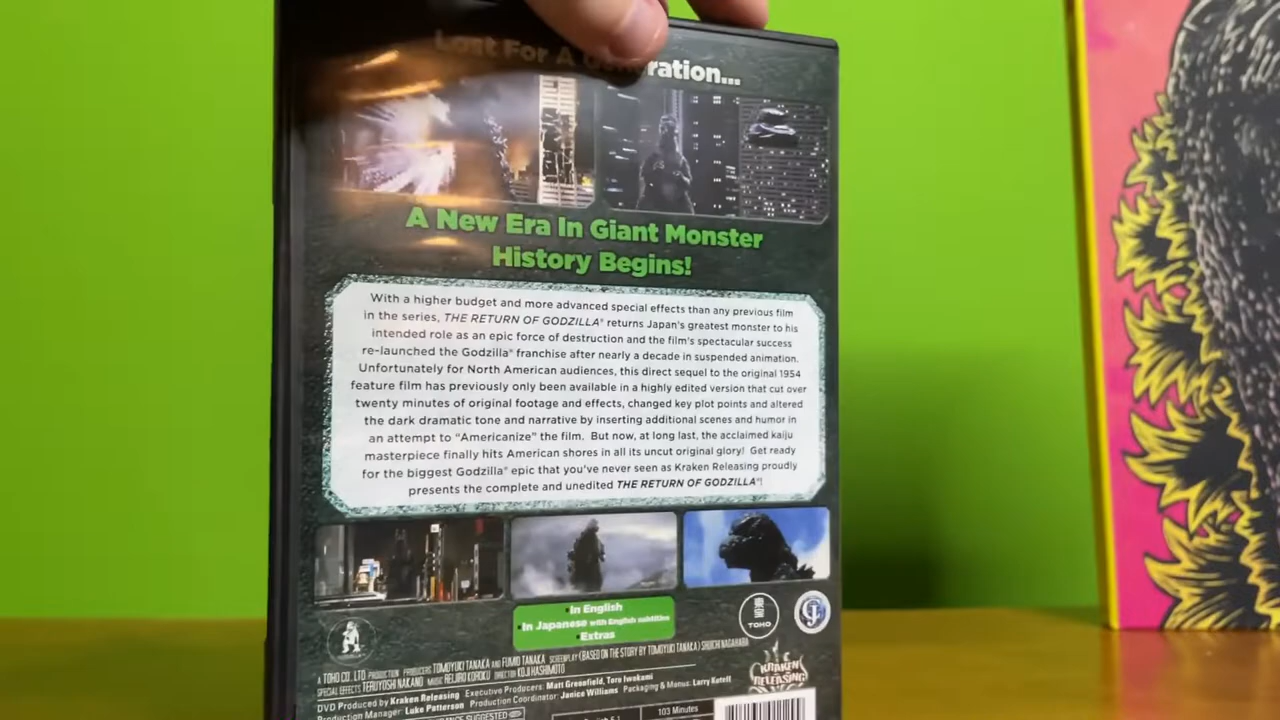 Lost For A Generation...
A New Era In Giant Monster
History Begins!
With a higher budget and more advanced special effects than any previous film
in the series, THE RETURN OF GODZILLA® returns Japan's greatest monster to his
intended role as an epic force of destruction and the film's spectacular success
re-launched the Godzilla® franchise after nearly a decade in suspended animation.
Unfortunately for North American audiences, this direct sequel to the original 1954
feature film has previously only been available in a highly edited version that cut over
twenty minutes of original footage and effects, changed key plot points and altered
the dark dramatic tone and narrative by inserting additional scenes and humor in
an attempt to "Americanize" the film. But now, at long last, the acclaimed kaiju
masterpiece finally hits American shores in all its uncut original glory! Get ready
for the biggest Godzilla® epic that you've never seen as Kraken Releasing proudly
presents the complete and unedited THE RETURN OF GODZILLA®!
•In English
•In Japanese with English subtitles
•Extras
TOHO
KRAKEN
RELEASING
A TOHO CO. LTD PRODUCTION PRODUCERS TOMOYUKI TANAKA AND FUMIO TANAKA SCREENPLAY (BASED ON THE STORY BY TOMOYUKI TANAKA) SHUICHI NAGAHARA
SPECIAL EFFECTS TERUYOSHI NAKANO MUSIC REIJIRO KOROKU DIRECTOR KOJI HASHIMOTO
DVD Produced by Kraken Releasing Executive Producers: Matt Greenfield, Toru Iwakami
Production Manager: Luke Patterson Production Coordinator: Janice Williams Packaging & Menus: Larry Koteff
SUGGESTED
English 5.1
103 Minutes